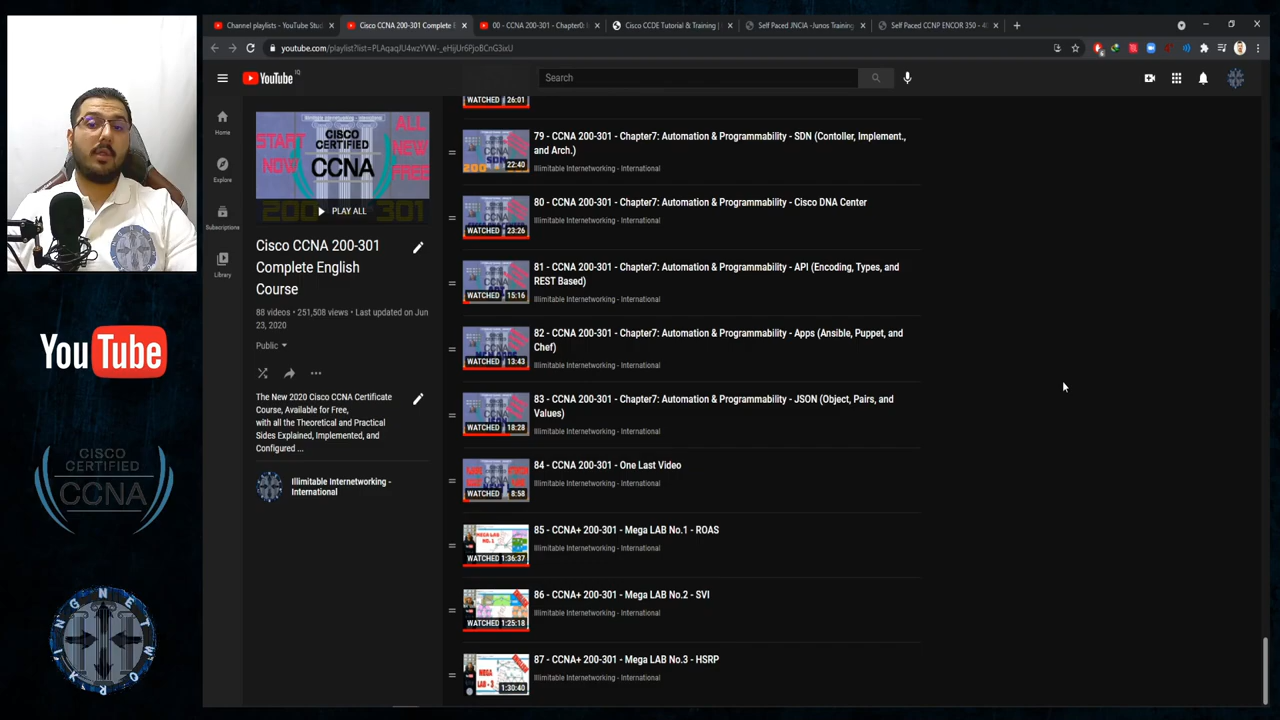 Channel playlists - YouTube Stud
Cisco CCNA 200-301 Complete E
00 - CCNA 200-301 - Chapter0:
Cisco CCDE Tutorial & Training |
Self Paced JNCIA -Junos Training
Self Paced CCNP ENCOR 350 - 40
youtube.com/playlist?list=PLAqaqJU4wzYVW-_eHijUr6PjoBCnG3ixU
YouTube IQ
Search
Home
Explore
Subscriptions
Library
START NOW
CISCO CERTIFIED
CCNA
ALL NEW FREE
200 301
PLAY ALL
Cisco CCNA 200-301
Complete English
Course
88 videos • 251,508 views • Last updated on Jun
23, 2020
Public
The New 2020 Cisco CCNA Certificate
Course, Available for Free,
with all the Theoretical and Practical
Sides Explained, Implemented, and
Configured ...
Illimitable Internetworking -
International
WATCHED 26:01
79 - CCNA 200-301 - Chapter7: Automation & Programmability - SDN (Contoller, Implement.,
and Arch.)
Illimitable Internetworking - International
22:40
80 - CCNA 200-301 - Chapter7: Automation & Programmability - Cisco DNA Center
Illimitable Internetworking - International
WATCHED 23:26
81 - CCNA 200-301 - Chapter7: Automation & Programmability - API (Encoding, Types, and
REST Based)
Illimitable Internetworking - International
WATCHED 15:16
82 - CCNA 200-301 - Chapter7: Automation & Programmability - Apps (Ansible, Puppet, and
Chef)
Illimitable Internetworking - International
WATCHED 13:43
83 - CCNA 200-301 - Chapter7: Automation & Programmability - JSON (Object, Pairs, and
Values)
Illimitable Internetworking - International
WATCHED 18:28
84 - CCNA 200-301 - One Last Video
Illimitable Internetworking - International
WATCHED 8:58
85 - CCNA+ 200-301 - Mega LAB No.1 - ROAS
Illimitable Internetworking - International
WATCHED 1:36:37
86 - CCNA+ 200-301 - Mega LAB No.2 - SVI
Illimitable Internetworking - International
WATCHED 1:25:18
87 - CCNA+ 200-301 - Mega LAB No.3 - HSRP
Illimitable Internetworking - International
1:30:40
YouTube
CISCO
CERTIFIED
CCNA